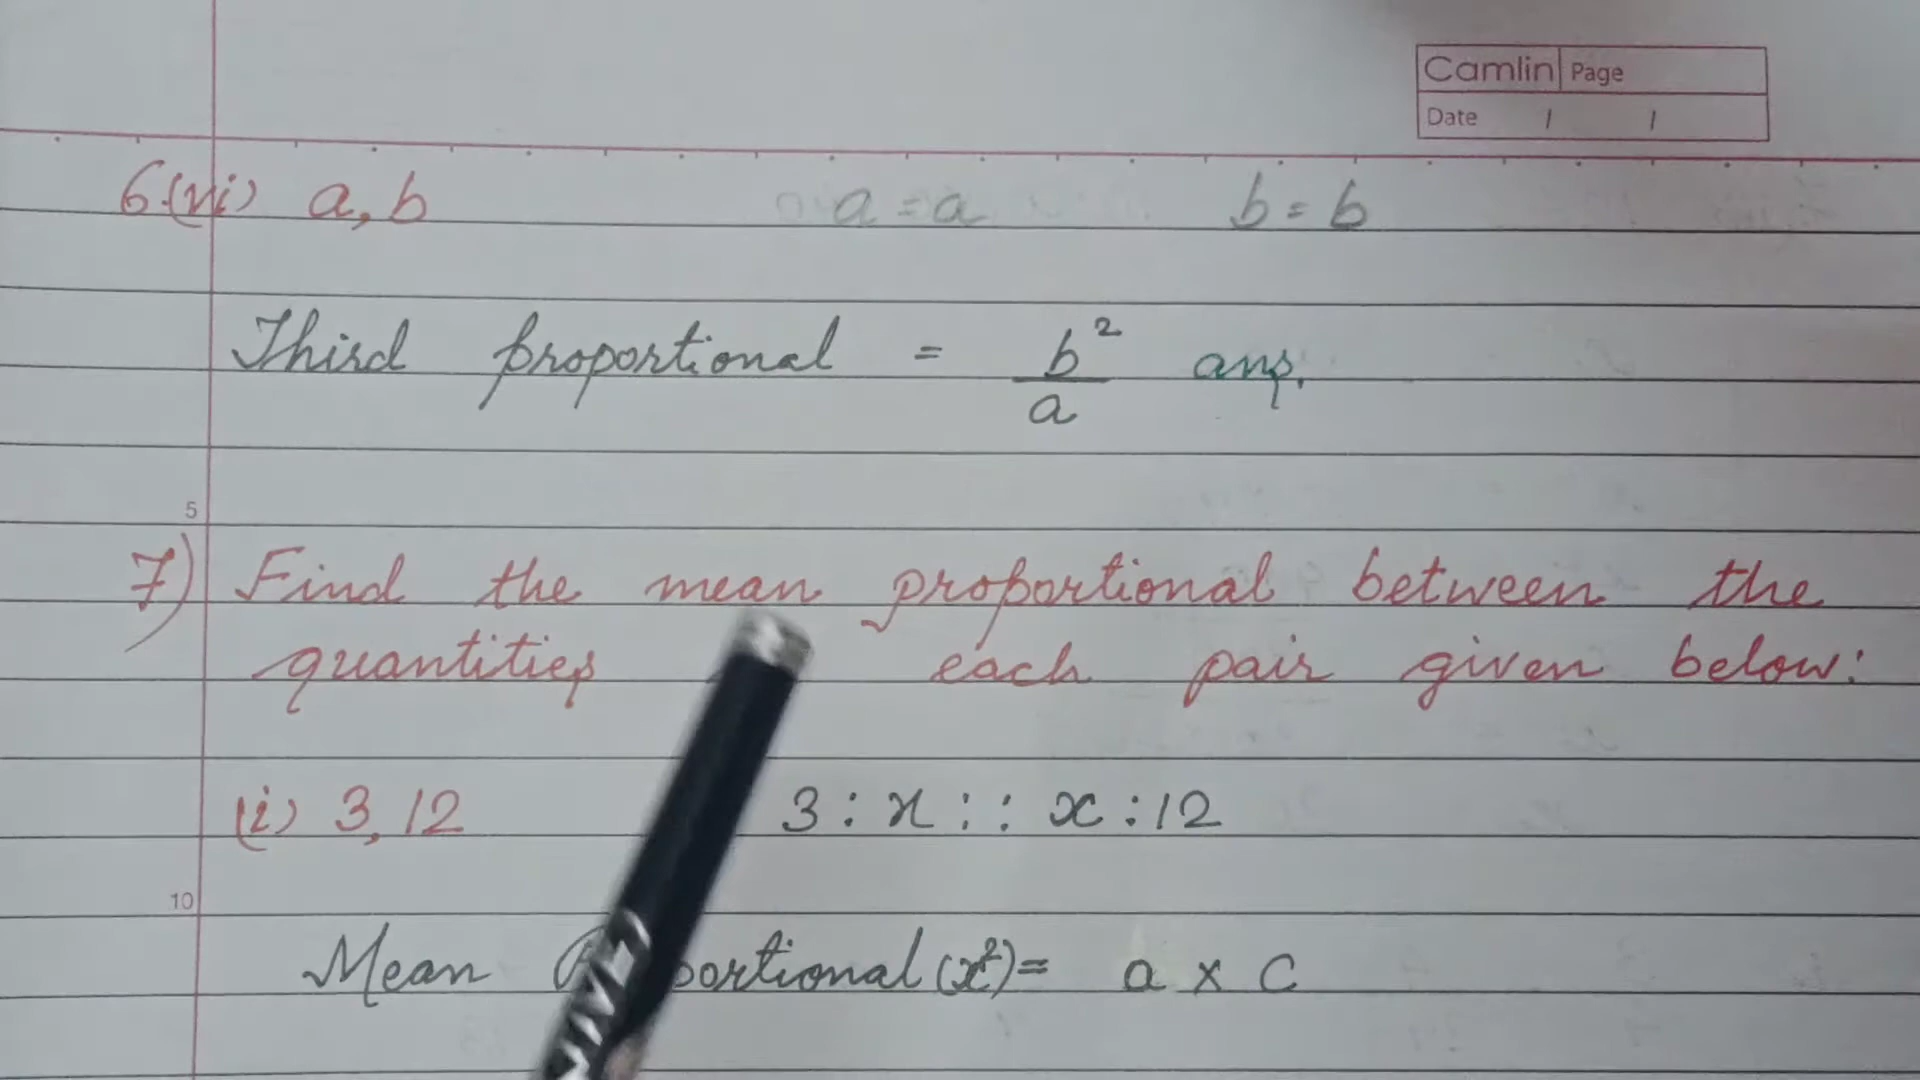 Camlin Page
Date / /
6.(vi) a, b a = a b = b
Third proportional = b²/a ans.
5
7) Find the mean proportional between the
quantities each pair given below:
(i) 3, 12 3 : x : : x : 12
10
Mean (x²) = a x c